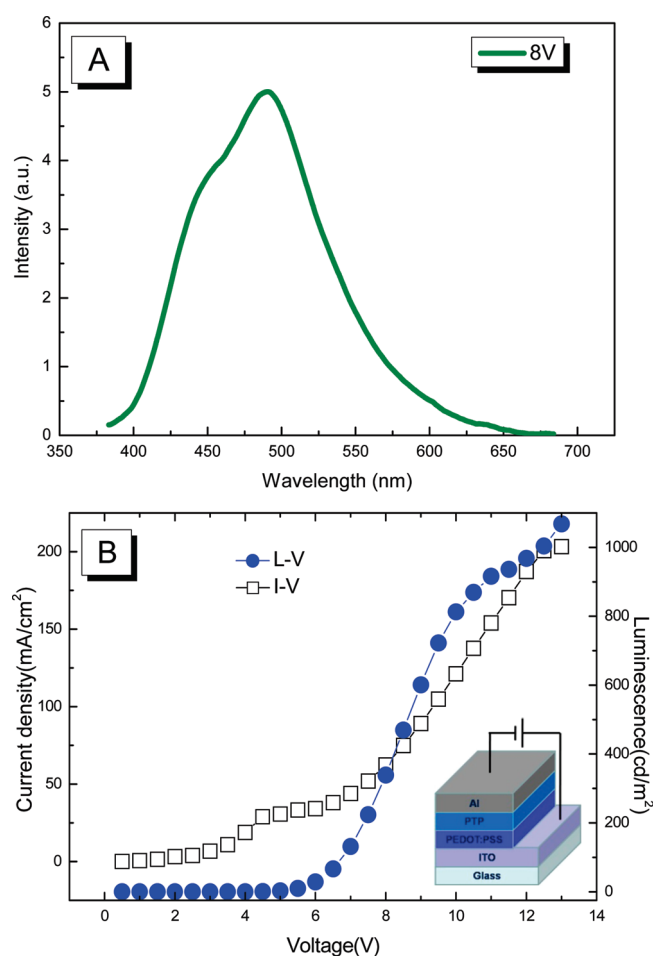 A
8V
Intensity (a.u.)
6
5
4
3
2
1
0
350 400 450 500 550 600 650 700
Wavelength (nm)
B
L-V
I-V
Current density(mA/cm²)
200
150
100
50
0
Luminescence(cd/m²)
1000
800
600
400
200
0
Al
PTP
PEDOT:PSS
ITO
Glass
0 2 4 6 8 10 12 14
Voltage(V)